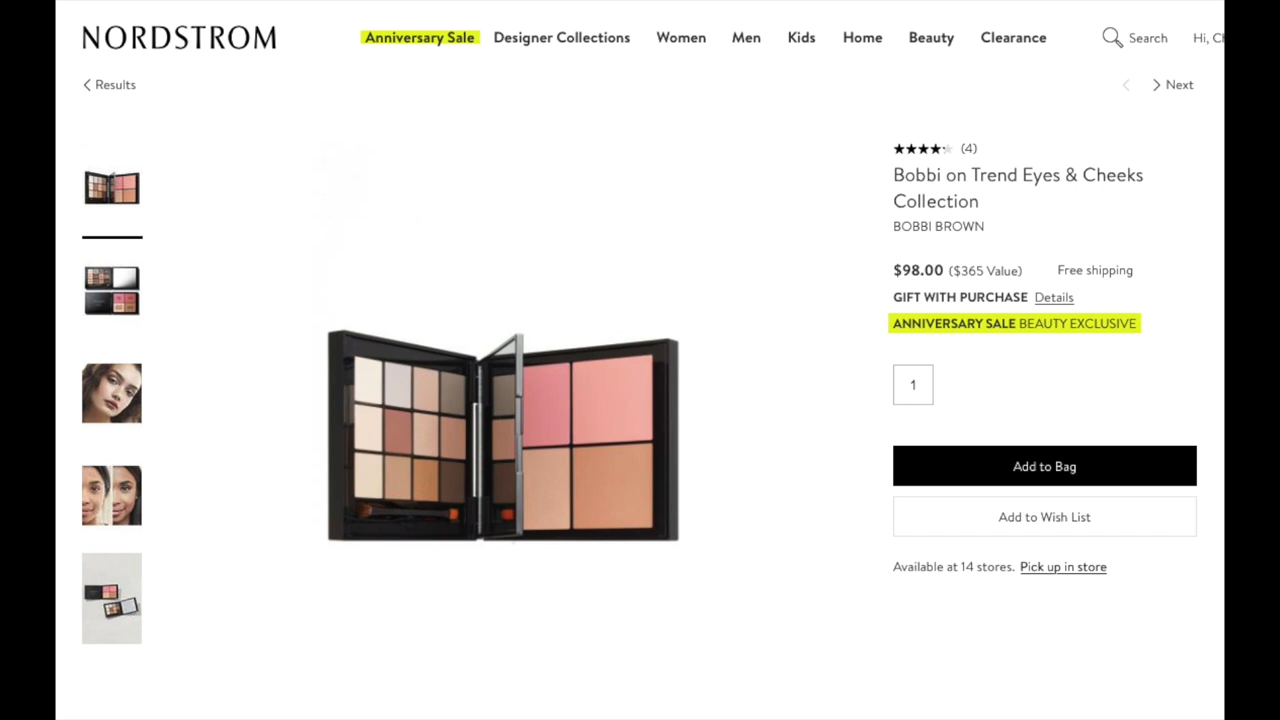 NORDSTROM
Anniversary Sale Designer Collections Women Men Kids Home Beauty Clearance Search Hi,
Results
Next
(4)
Bobbi on Trend Eyes & Cheeks
Collection
BOBBI BROWN
$98.00 ($365 Value) Free shipping
GIFT WITH PURCHASE Details
ANNIVERSARY SALE BEAUTY EXCLUSIVE
1
Add to Bag
Add to Wish List
Available at 14 stores. Pick up in store